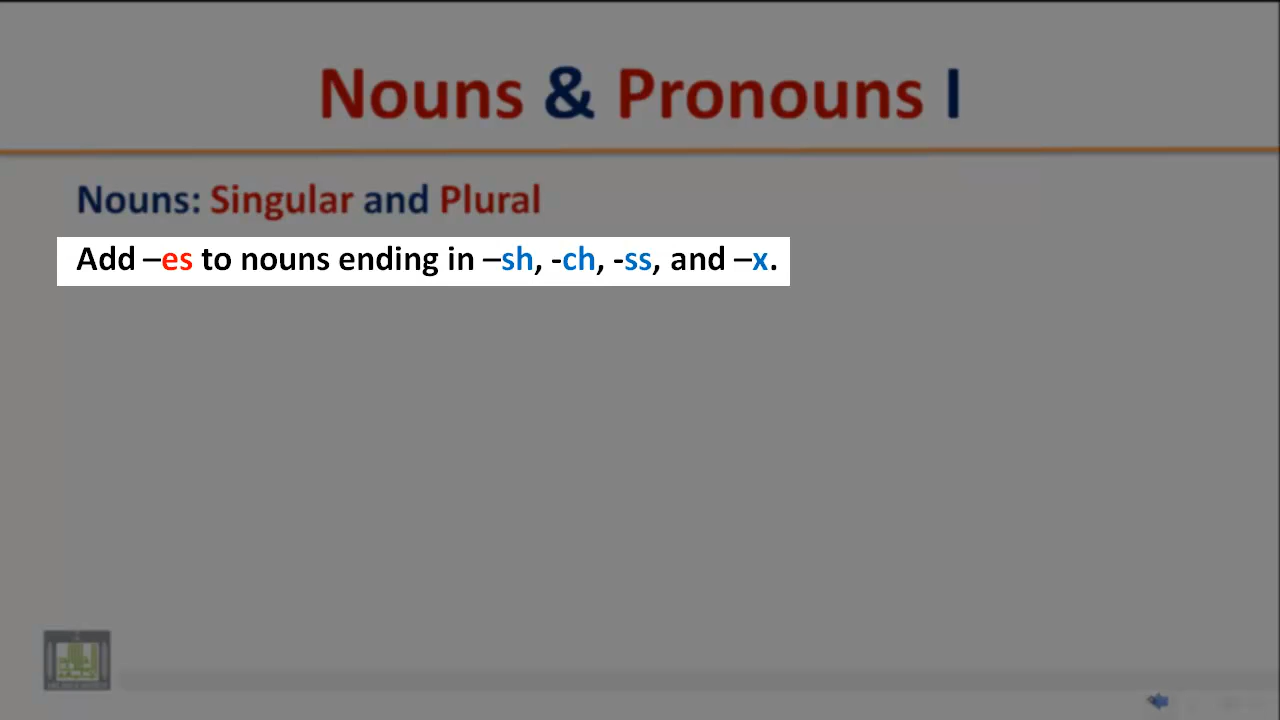 Nouns & Pronouns I
Nouns: Singular and Plural
Add –es to nouns ending in –sh, -ch, -ss, and –x.